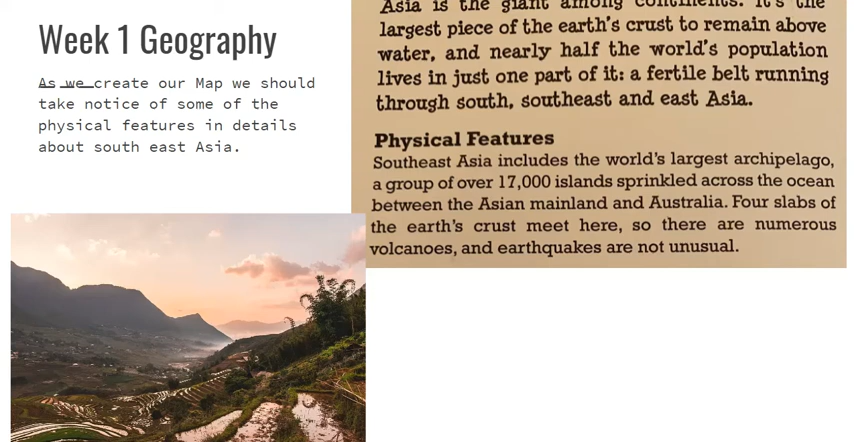 Week 1 Geography
As we create our Map we should
take notice of some of the
physical features in details
about south east Asia.
Asia is the giant among continents. It's the
largest piece of the earth's crust to remain above
water, and nearly half the world's population
lives in just one part of it: a fertile belt running
through south, southeast and east Asia.
Physical Features
Southeast Asia includes the world's largest archipelago,
a group of over 17,000 islands sprinkled across the ocean
between the Asian mainland and Australia. Four slabs of
the earth's crust meet here, so there are numerous
volcanoes, and earthquakes are not unusual.